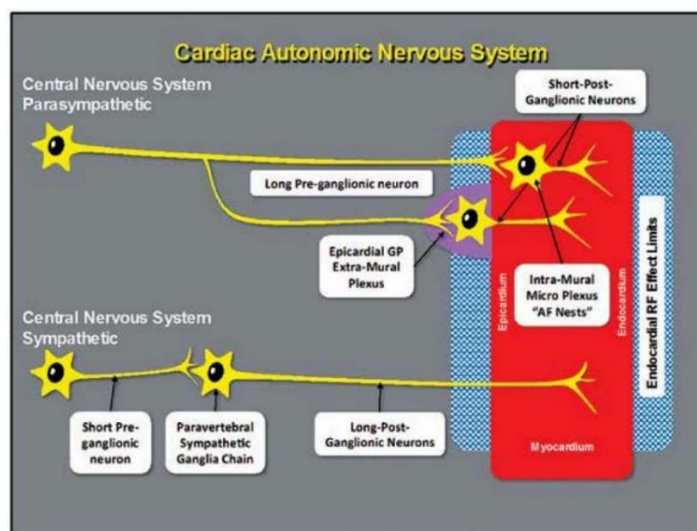 Cardiac Autonomic Nervous System
Central Nervous System
Parasympathetic
Short-Post-
Ganglionic Neurons
Long Pre-ganglionic neuron
Epicardial GP
Extra-Mural
Plexus
Intra-Mural
Micro Plexus
“AF Nests”
Epicardium
Endocardium
Endocardial RF Effect Limits
Central Nervous System
Sympathetic
Short Pre-
ganglionic
neuron
Paravertebral
Sympathetic
Ganglia Chain
Long-Post-
Ganglionic Neurons
Myocardium